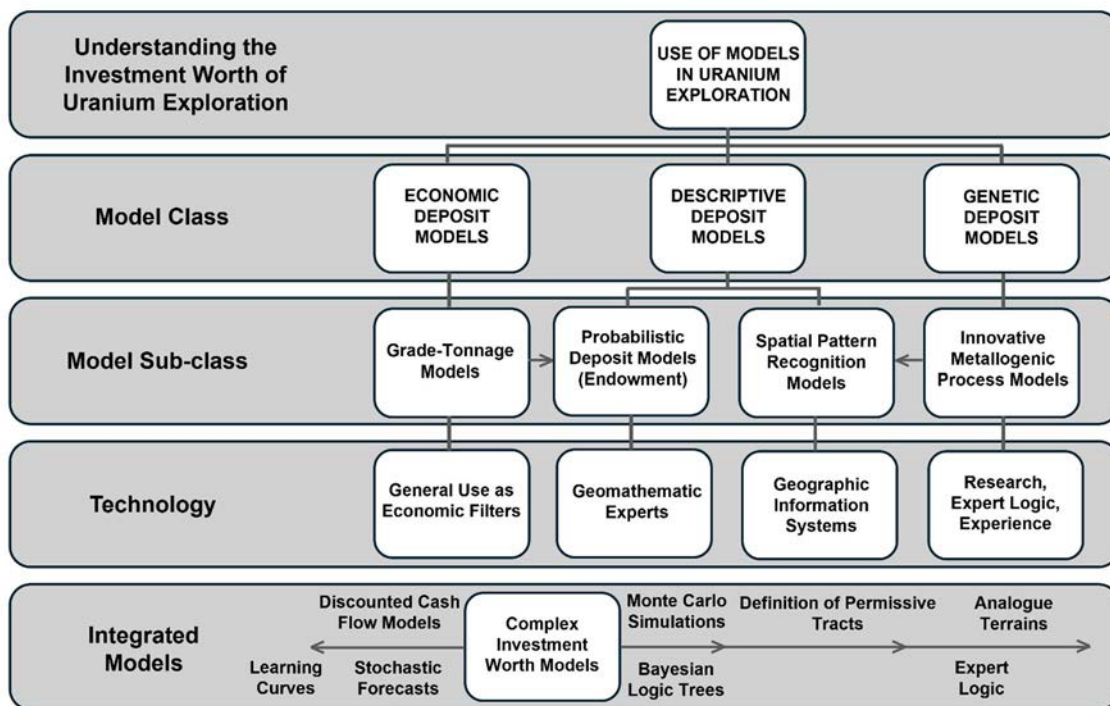 Understanding the
Investment Worth of
Uranium Exploration
USE OF MODELS
IN URANIUM
EXPLORATION
Model Class
ECONOMIC
DEPOSIT
MODELS
DESCRIPTIVE
DEPOSIT
MODELS
GENETIC
DEPOSIT
MODELS
Model Sub-class
Grade-Tonnage
Models
Probabilistic
Deposit Models
(Endowment)
Spatial Pattern
Recognition
Models
Innovative
Metallogenic
Process Models
Technology
General Use as
Economic Filters
Geomathematic
Experts
Geographic
Information
Systems
Research,
Expert Logic,
Experience
Integrated
Models
Discounted Cash
Flow Models
Learning
Curves
Stochastic
Forecasts
Complex
Investment
Worth Models
Monte Carlo
Simulations
Bayesian
Logic Trees
Definition of Permissive
Tracts
Analogue
Terrains
Expert
Logic